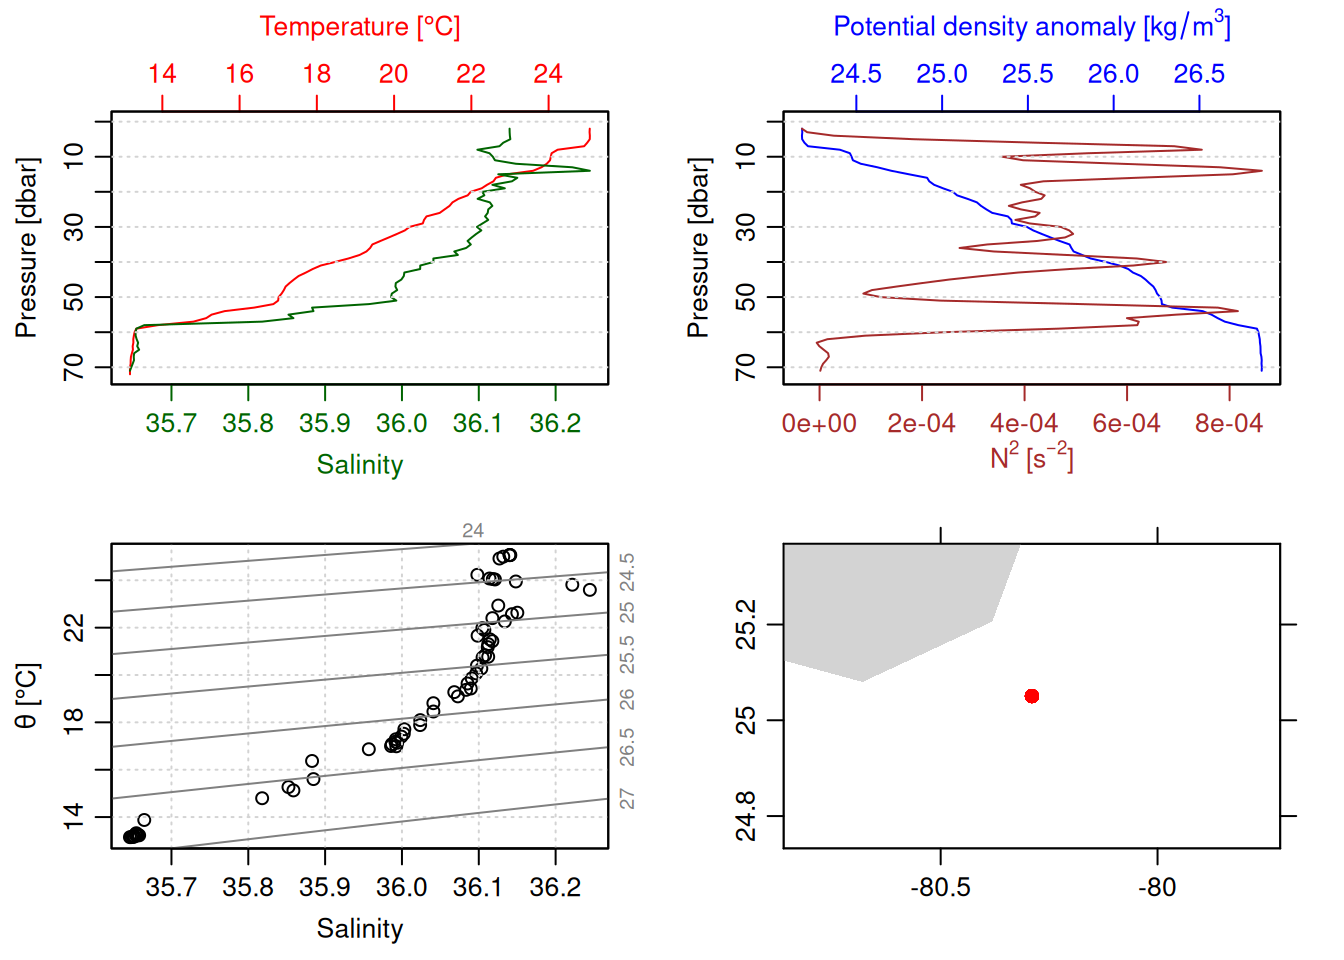 Temperature [°C]
14 16 18 20 22 24
Pressure [dbar]
10
30
50
70
35.7 35.8 35.9 36.0 36.1 36.2
Salinity
Potential density anomaly [kg/m³]
24.5 25.0 25.5 26.0 26.5
Pressure [dbar]
10
30
50
70
0e+00 2e-04 4e-04 6e-04 8e-04
N² [s⁻²]
24
θ [°C]
22
18
14
24.5
25
25.5
26
26.5
27
35.7 35.8 35.9 36.0 36.1 36.2
Salinity
25.2
25
24.8
-80.5 -80